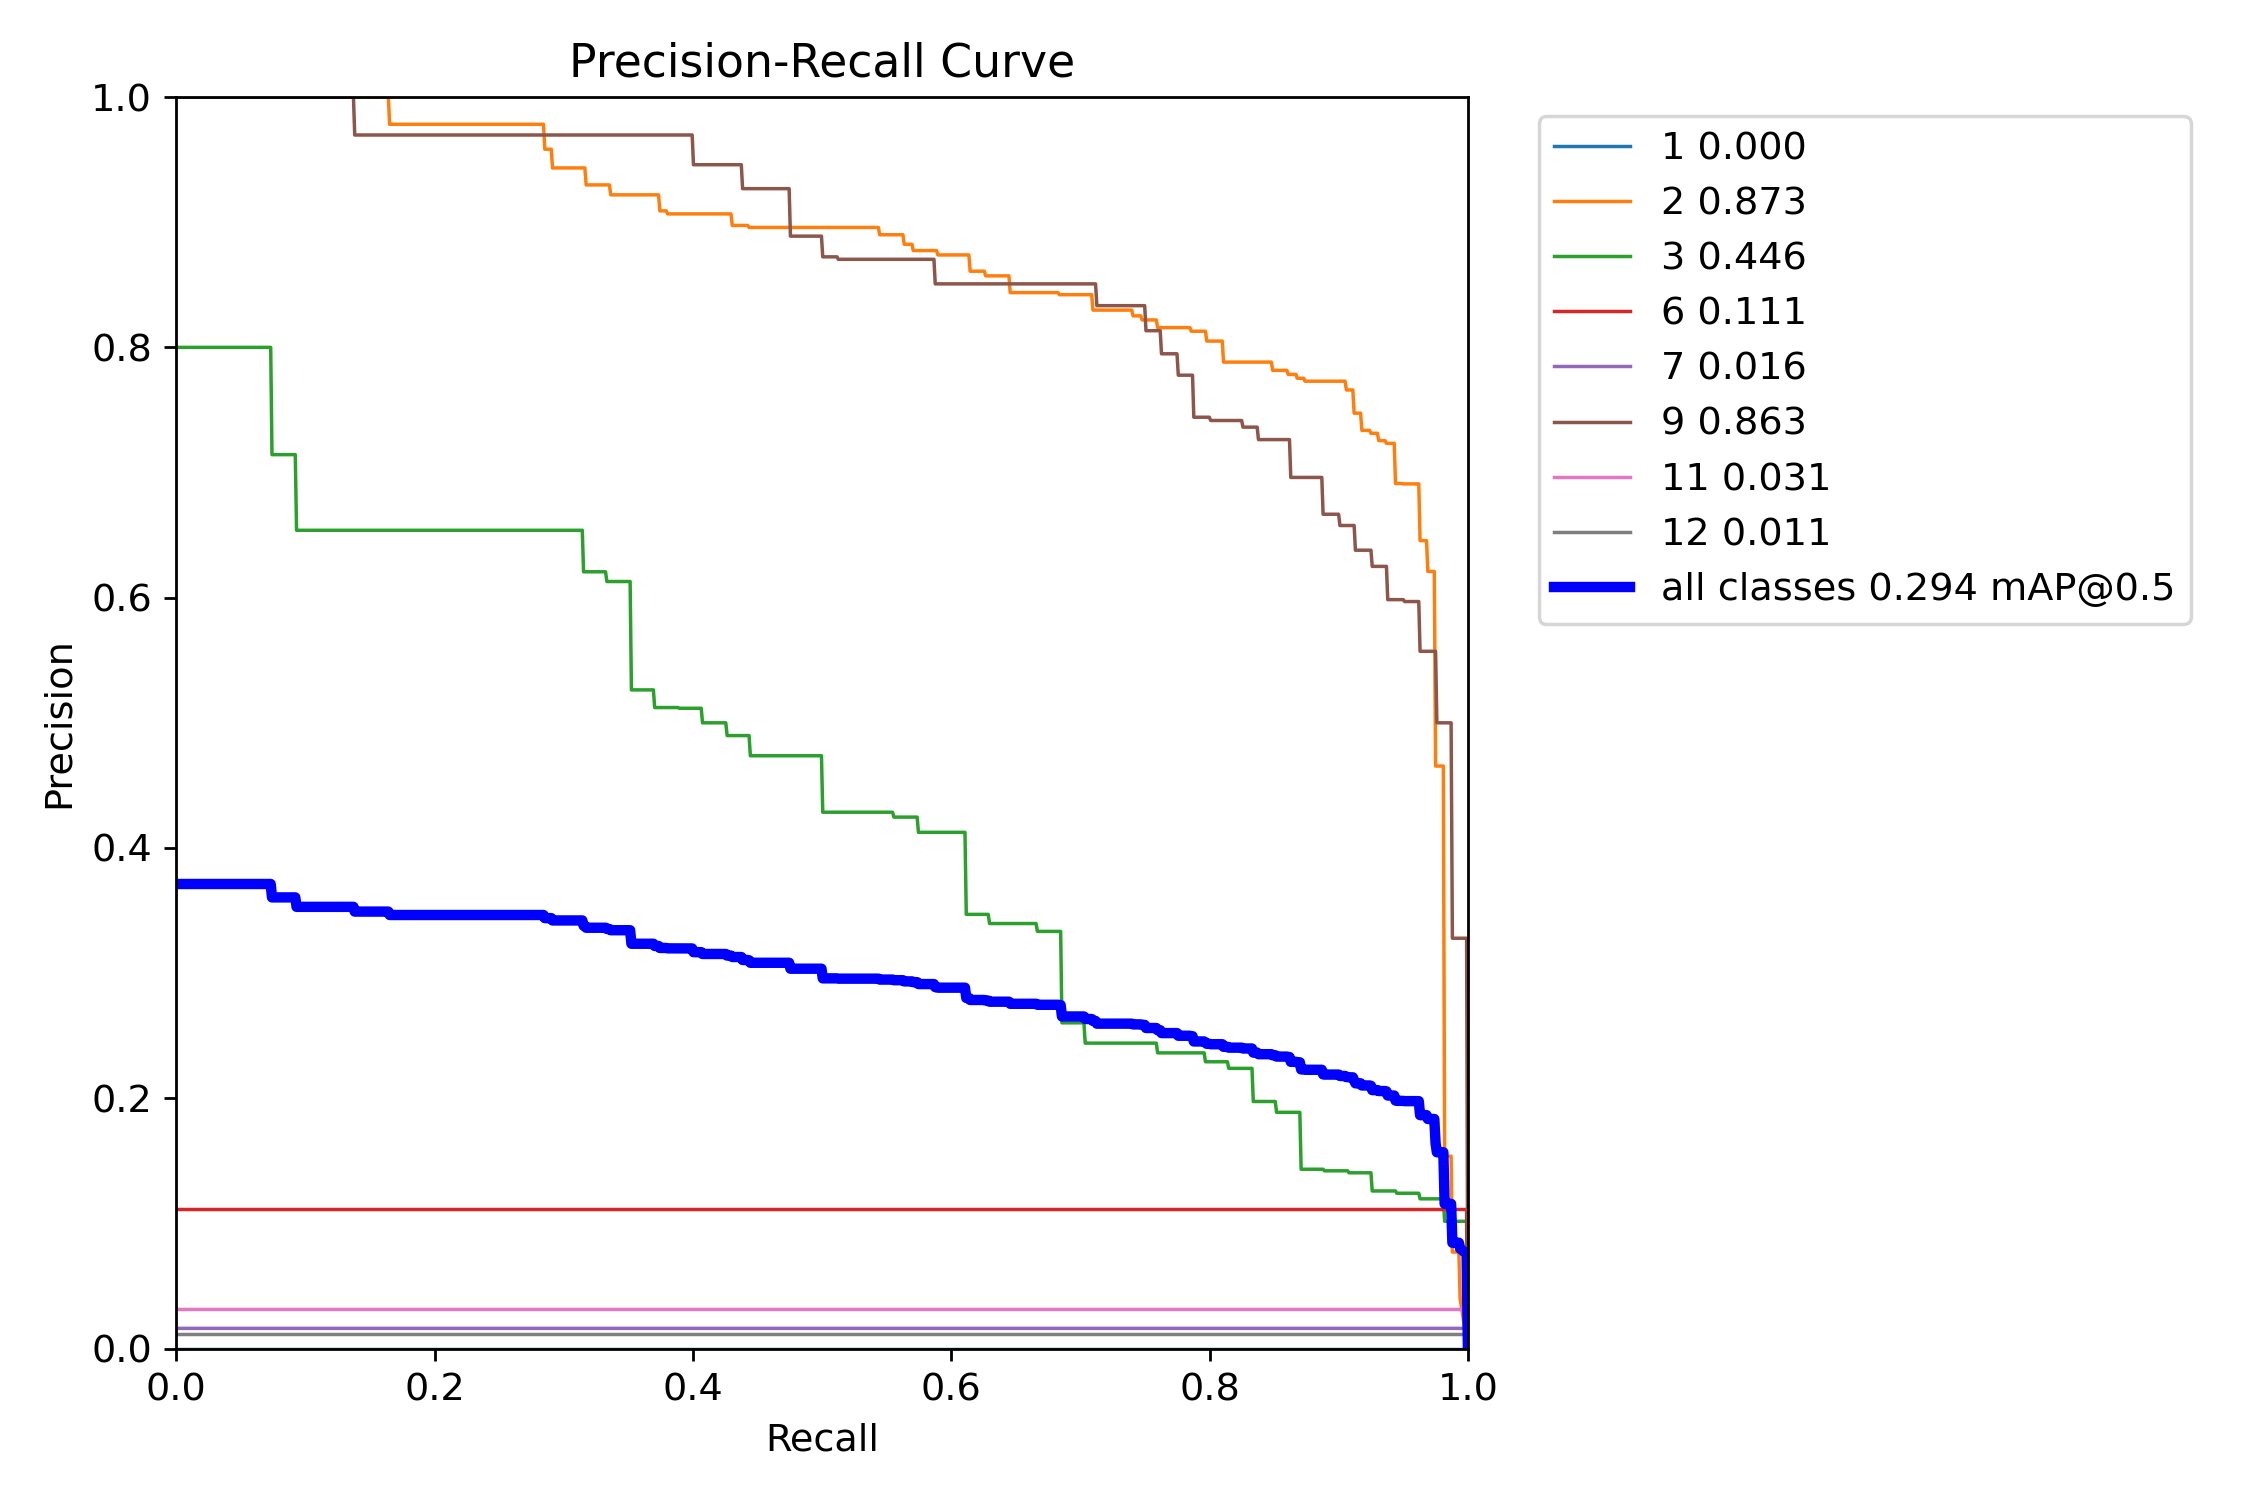 Precision-Recall Curve
1.0
0.8
0.6
0.4
0.2
0.0
Precision
0.0 0.2 0.4 0.6 0.8 1.0
Recall
1 0.000
2 0.873
3 0.446
6 0.111
7 0.016
9 0.863
11 0.031
12 0.011
all classes 0.294 mAP@0.5